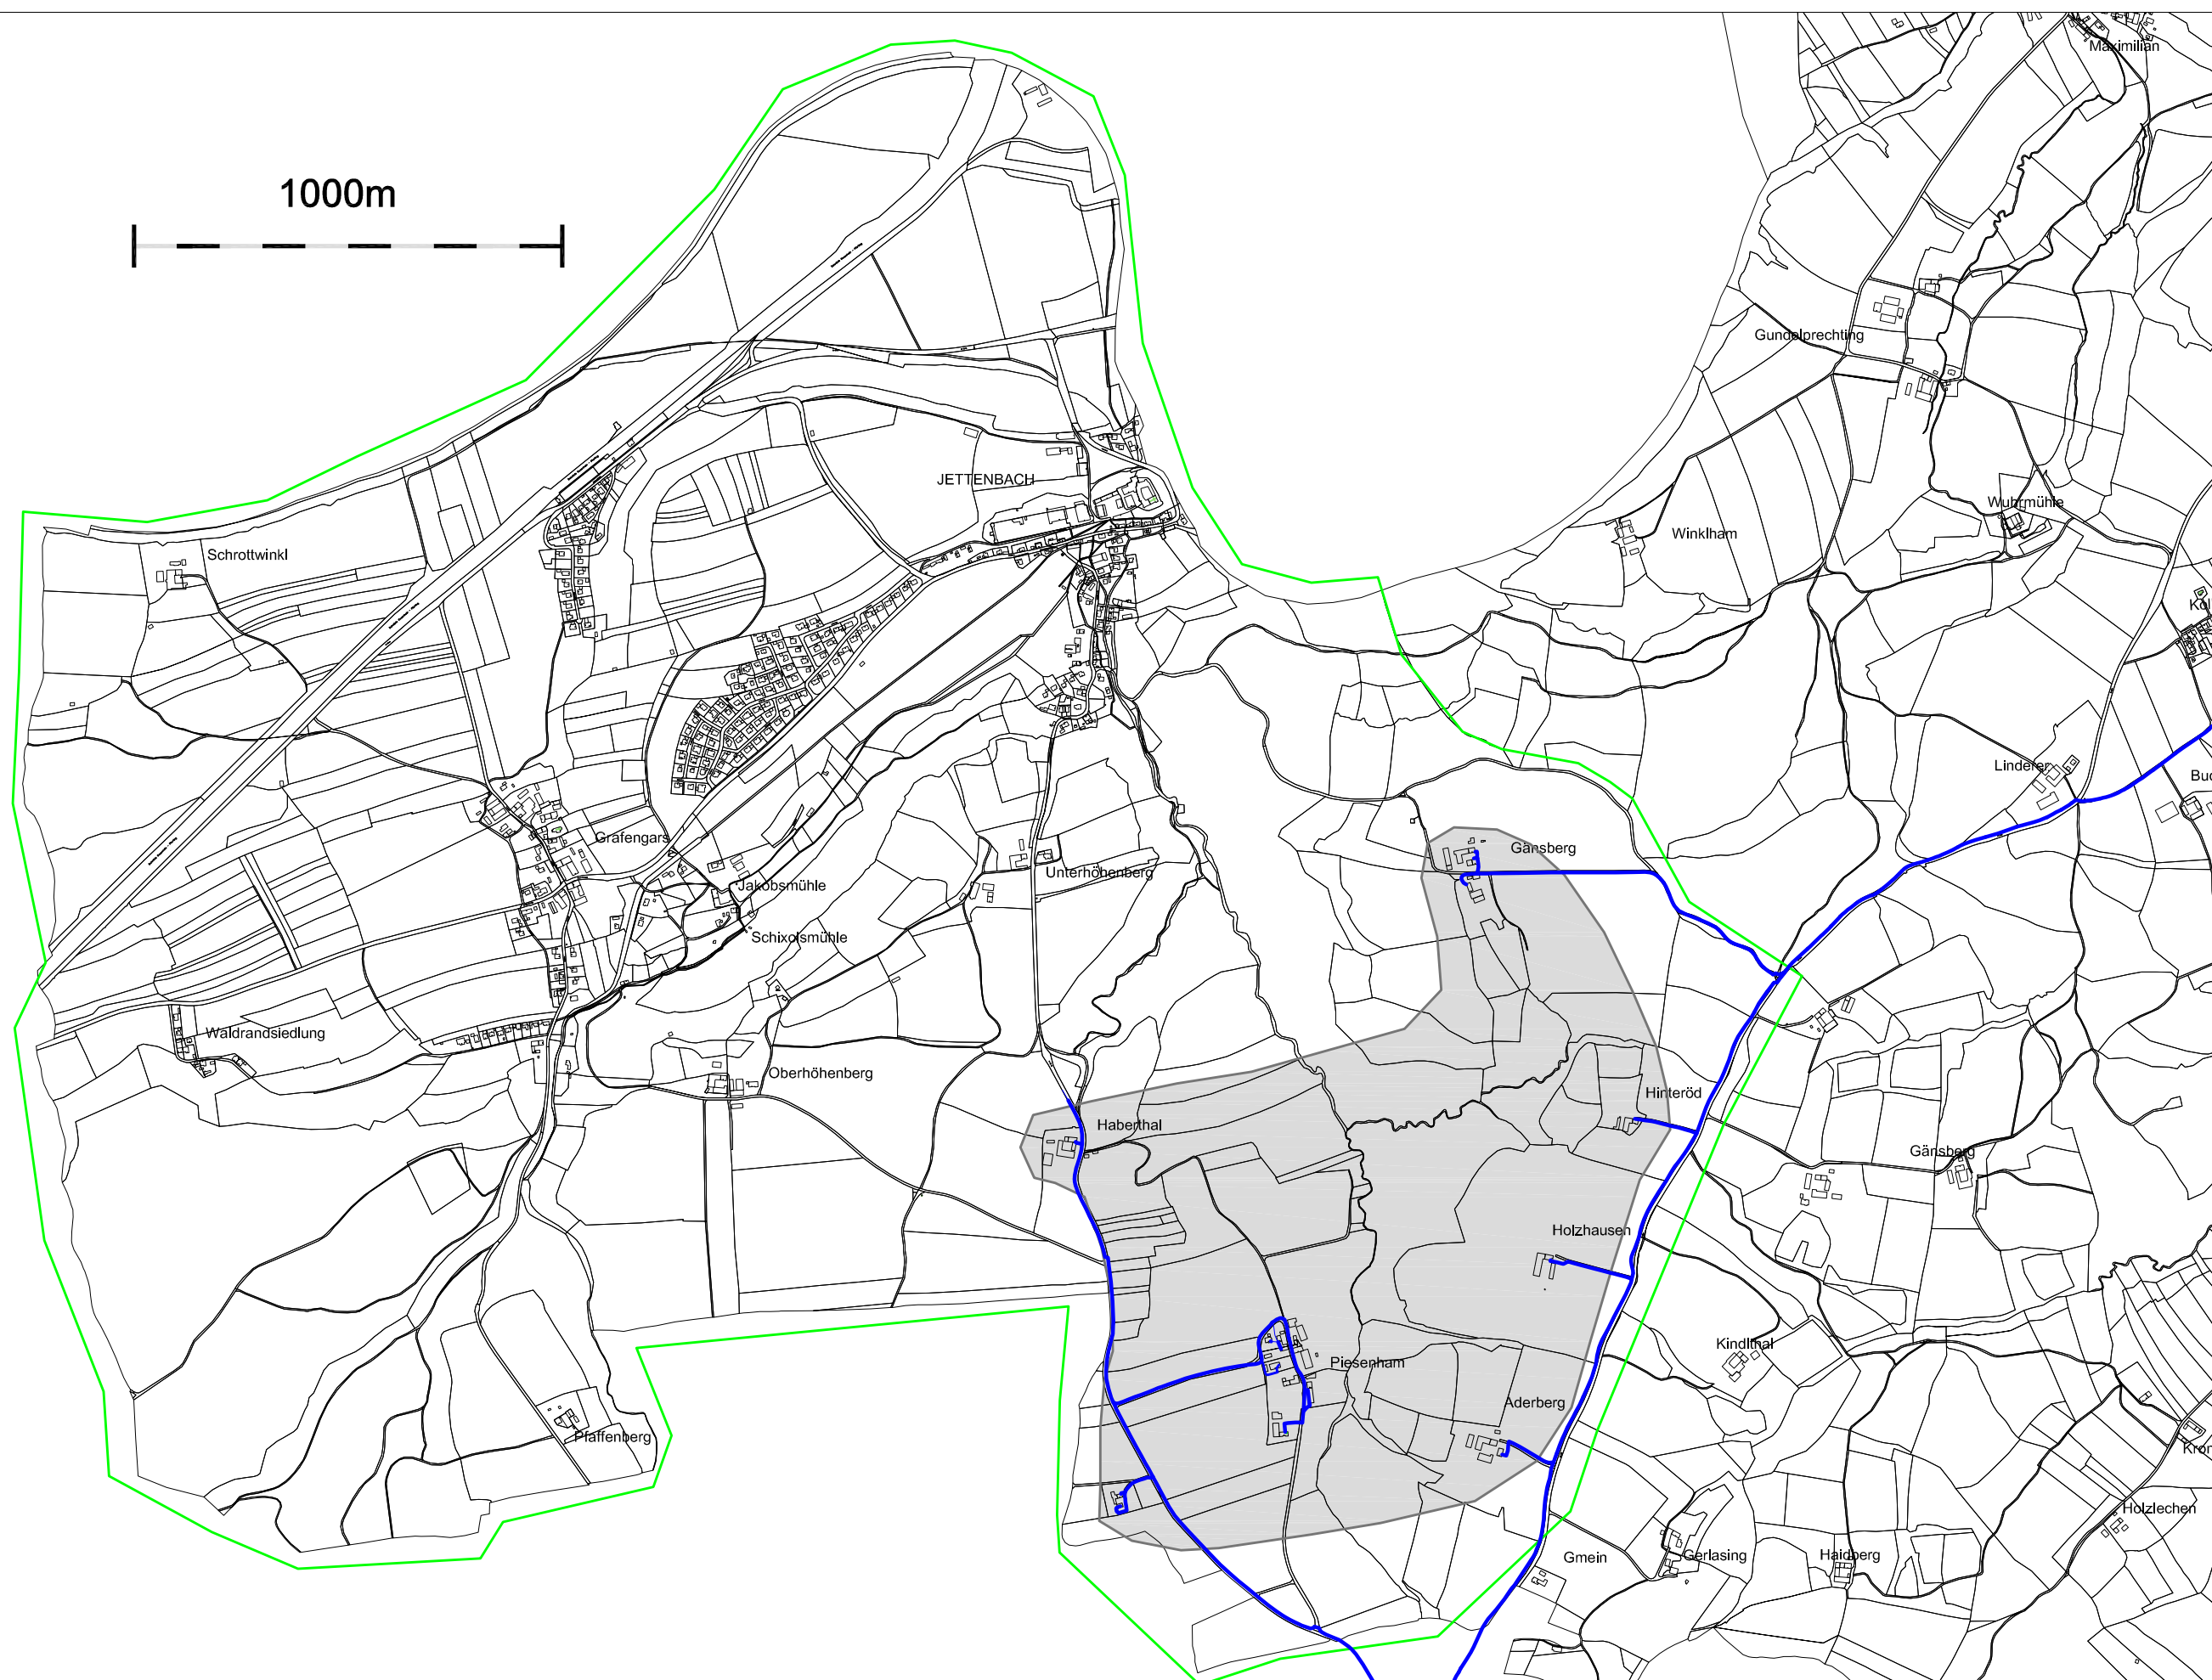 Maximilian
1000m
Gundelprechting
JETTENBACH
Wuhrmühle
Winklham
Schrottwinkl
Linderer
Grafengars
Gänsberg
Unterhöhenberg
Jakobsmühle
Schixolsmühle
Waldrandsiedlung
Oberhöhenberg
Hinteröd
Haberthal
Gänsberg
Holzhausen
Kindlthal
Piesenham
Aderberg
Pfaffenberg
Holzlechen
Gmein
Gerlasing
Haidberg